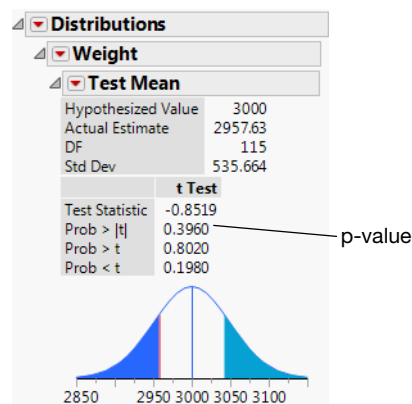 Distributions
Weight
Test Mean
Hypothesized Value 3000
Actual Estimate 2957.63
DF 115
Std Dev 535.664
t Test
Test Statistic -0.8519
Prob > |t| 0.3960
p-value
Prob > t 0.8020
Prob < t 0.1980
2850 2950 3000 3050 3100